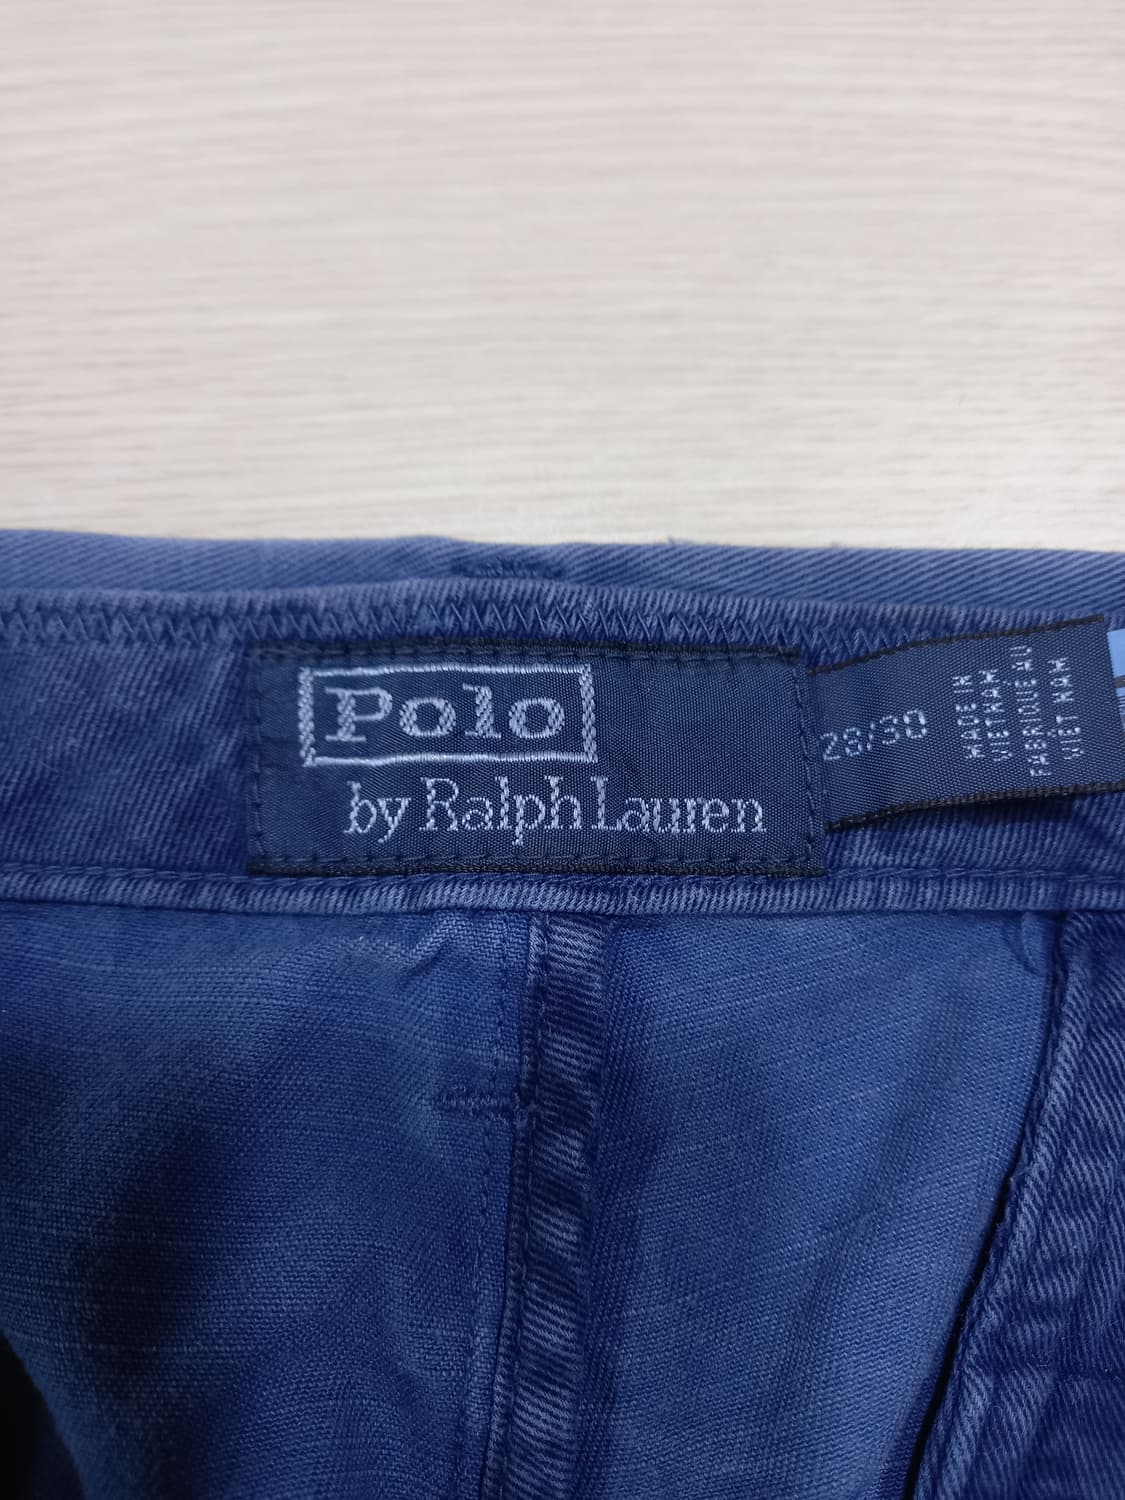 Polo
by Ralph Lauren
28/30
MADE IN
VIETNAM
FABRIQUE AU
VIET NAM